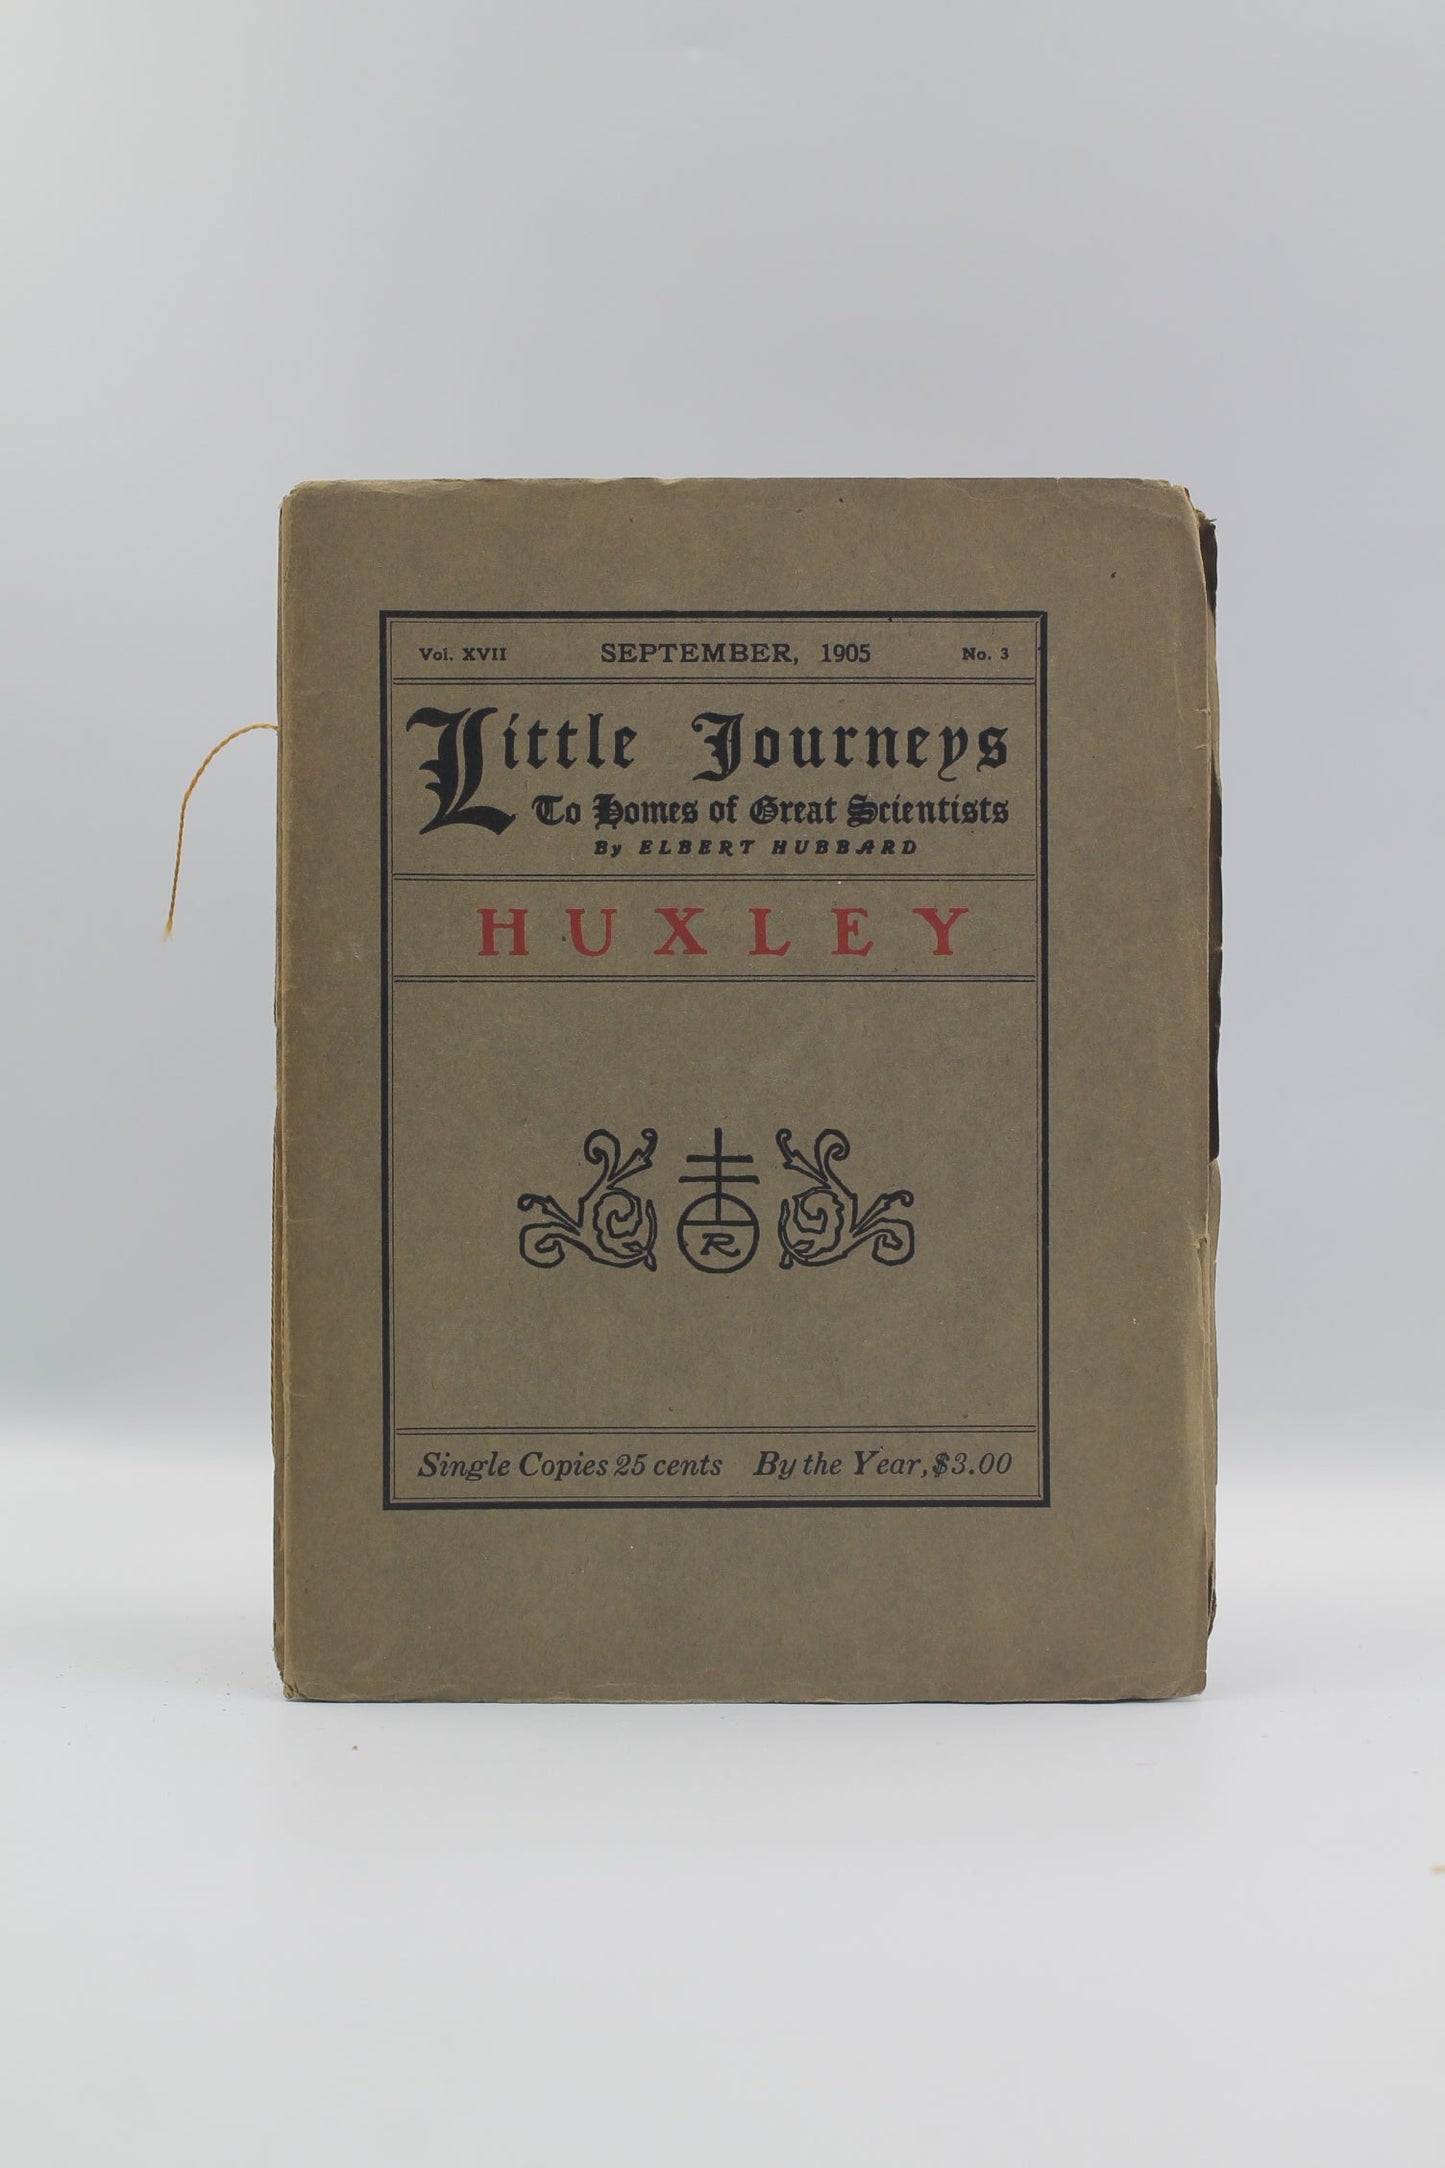 Vol. XVII SEPTEMBER, 1905 No. 3
Little Journeys
To Homes of Great Scientists
By ELBERT HUBBARD
HUXLEY
R
Single Copies 25 cents By the Year, $3.00